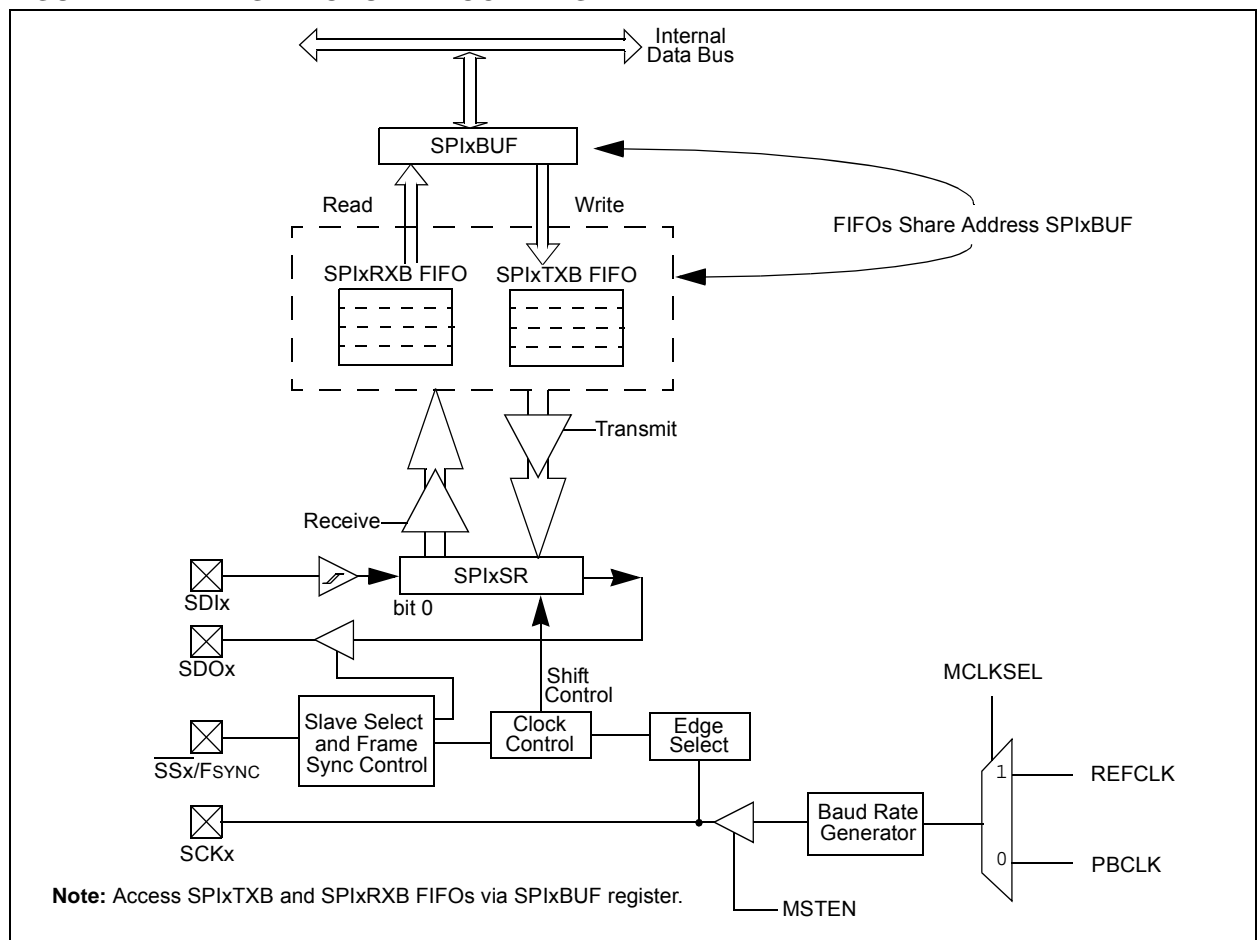 Internal
Data Bus
SPIxBUF
Read
Write
FIFOs Share Address SPIxBUF
SPIxRXB FIFO
SPIxTXB FIFO
Transmit
Receive
SPIxSR
SDIx
bit 0
SDOx
Shift
Control
MCLKSEL
Slave Select
and Frame
Sync Control
Clock
Control
Edge
Select
SSx/FSYNC
1
REFCLK
Baud Rate
Generator
SCKx
0
PBCLK
Note: Access SPIxTXB and SPIxRXB FIFOs via SPIxBUF register.
MSTEN